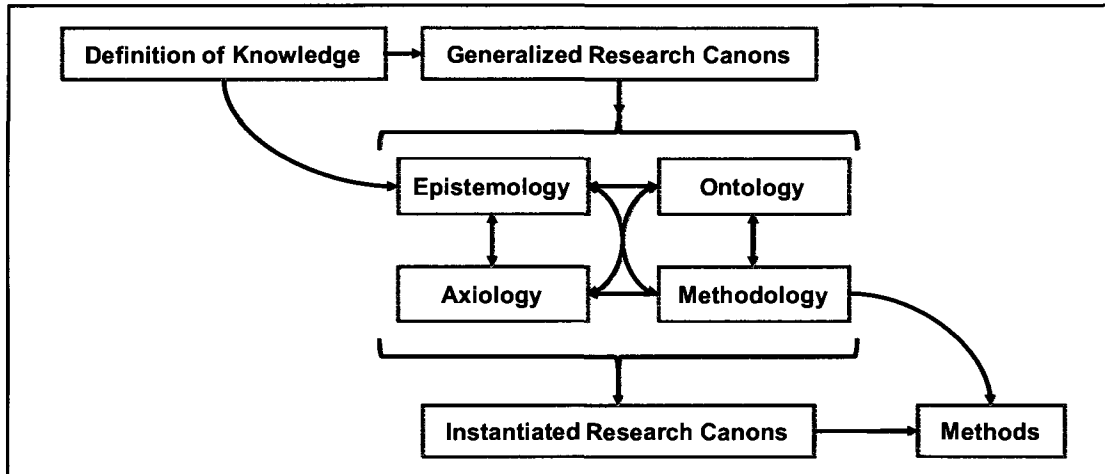 Definition of Knowledge
Generalized Research Canons
Epistemology
Ontology
Axiology
Methodology
Instantiated Research Canons
Methods